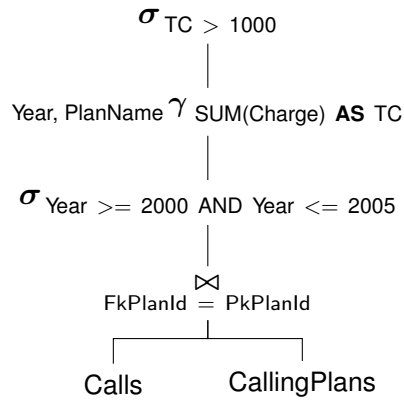 σ TC > 1000
Year, PlanName γ SUM(Charge) AS TC
σ Year >= 2000 AND Year <= 2005
⋈
FkPlanId = PkPlanId
Calls CallingPlans